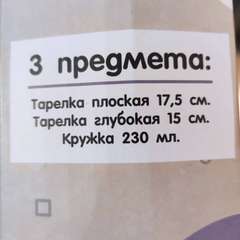 3 предмета:
Тарелка плоская 17,5 см.
Тарелка глубокая 15 см.
Кружка 230 мл.